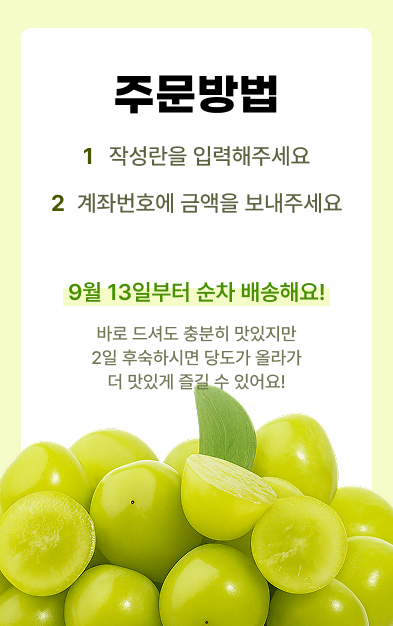 주문방법
1 작성란을 입력해주세요
2 계좌번호에 금액을 보내주세요
9월 13일부터 순차 배송해요!
바로 드셔도 충분히 맛있지만
2일 후숙하시면 당도가 올라가
더 맛있게 즐길 수 있어요!